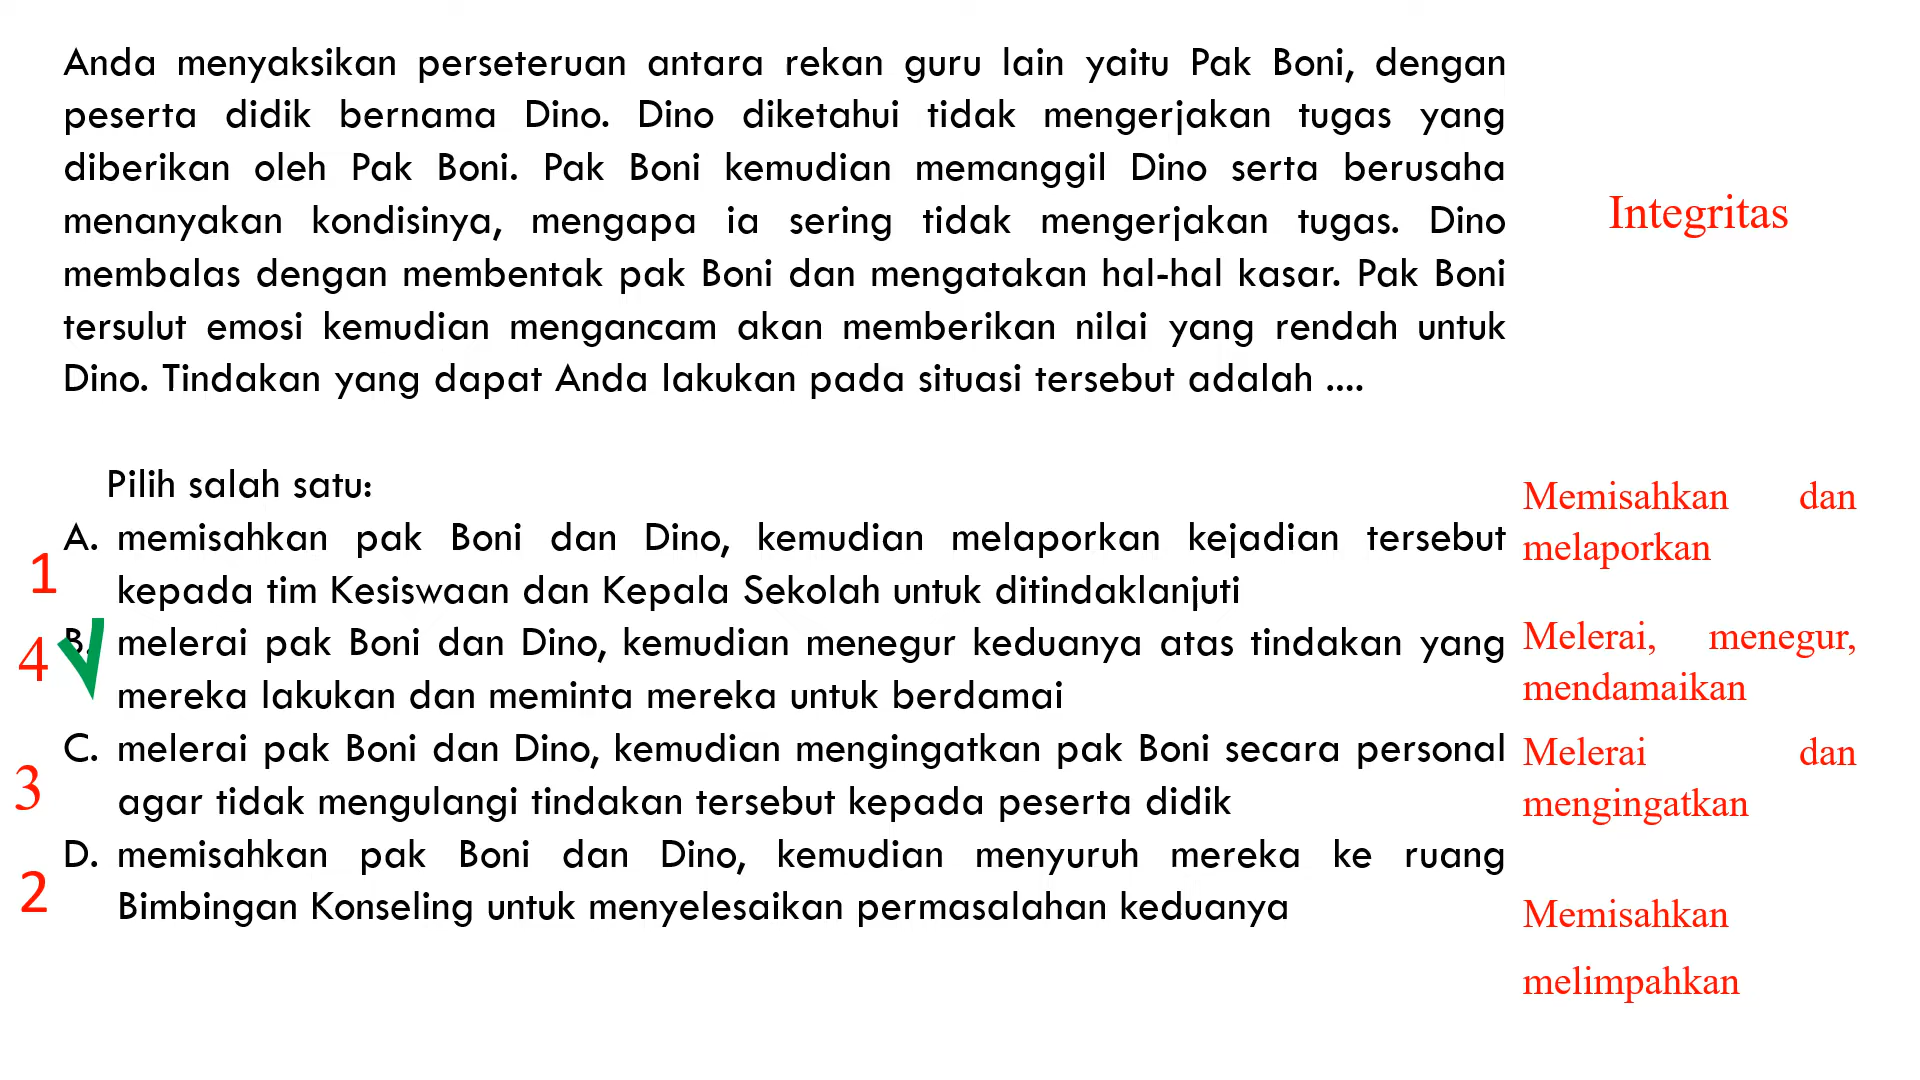 Anda menyaksikan perseteruan antara rekan guru lain yaitu Pak Boni, dengan
peserta didik bernama Dino. Dino diketahui tidak mengerjakan tugas yang
diberikan oleh Pak Boni. Pak Boni kemudian memanggil Dino serta berusaha
menanyakan kondisinya, mengapa ia sering tidak mengerjakan tugas. Dino
membalas dengan membentak pak Boni dan mengatakan hal-hal kasar. Pak Boni
tersulut emosi kemudian mengancam akan memberikan nilai yang rendah untuk
Dino. Tindakan yang dapat Anda lakukan pada situasi tersebut adalah ....
Integritas
Pilih salah satu:
A. memisahkan pak Boni dan Dino, kemudian melaporkan kejadian tersebut
kepada tim Kesiswaan dan Kepala Sekolah untuk ditindaklanjuti
1
Memisahkan dan
melaporkan
B. melerai pak Boni dan Dino, kemudian menegur keduanya atas tindakan yang
mereka lakukan dan meminta mereka untuk berdamai
4
Melerai, menegur,
mendamaikan
C. melerai pak Boni dan Dino, kemudian mengingatkan pak Boni secara personal
agar tidak mengulangi tindakan tersebut kepada peserta didik
3
Melerai dan
mengingatkan
D. memisahkan pak Boni dan Dino, kemudian menyuruh mereka ke ruang
Bimbingan Konseling untuk menyelesaikan permasalahan keduanya
2
Memisahkan
melimpahkan